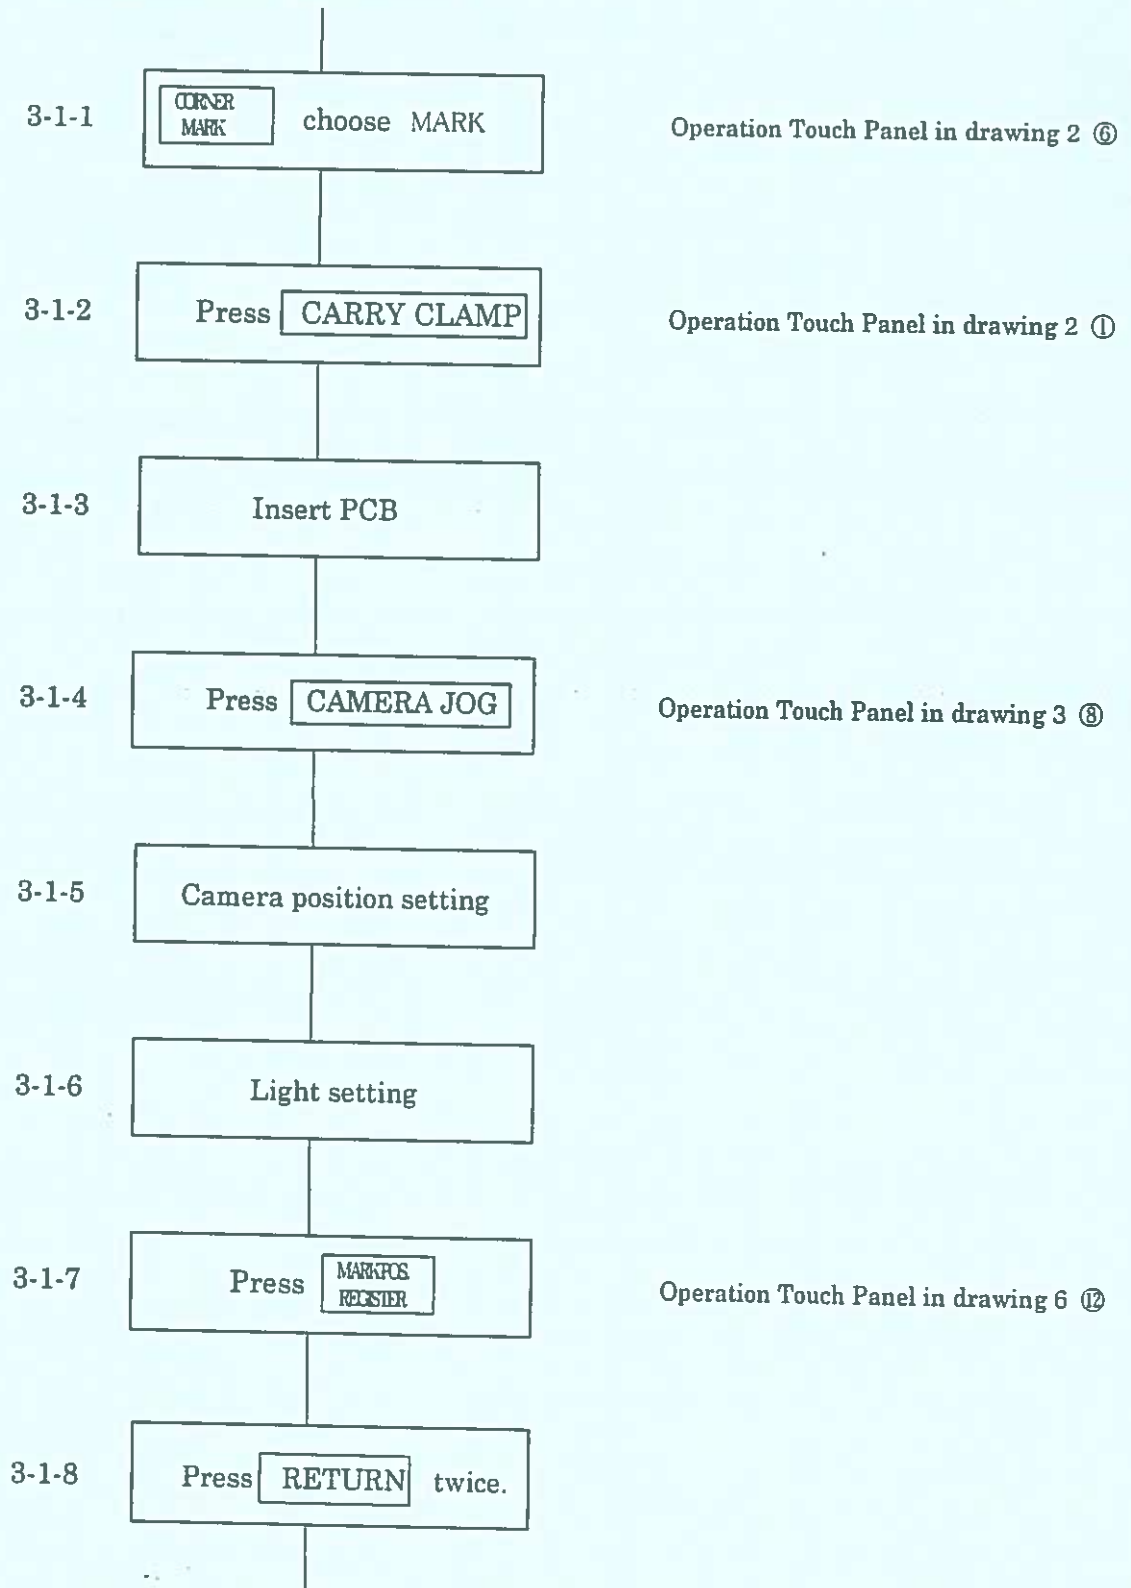 3-1-1 CORNER MARK choose MARK Operation Touch Panel in drawing 2 ⑥
3-1-2 Press CARRY CLAMP Operation Touch Panel in drawing 2 ①
3-1-3 Insert PCB
3-1-4 Press CAMERA JOG Operation Touch Panel in drawing 3 ⑧
3-1-5 Camera position setting
3-1-6 Light setting
3-1-7 Press MARK POS. REGISTER Operation Touch Panel in drawing 6 ⑫
3-1-8 Press RETURN twice.